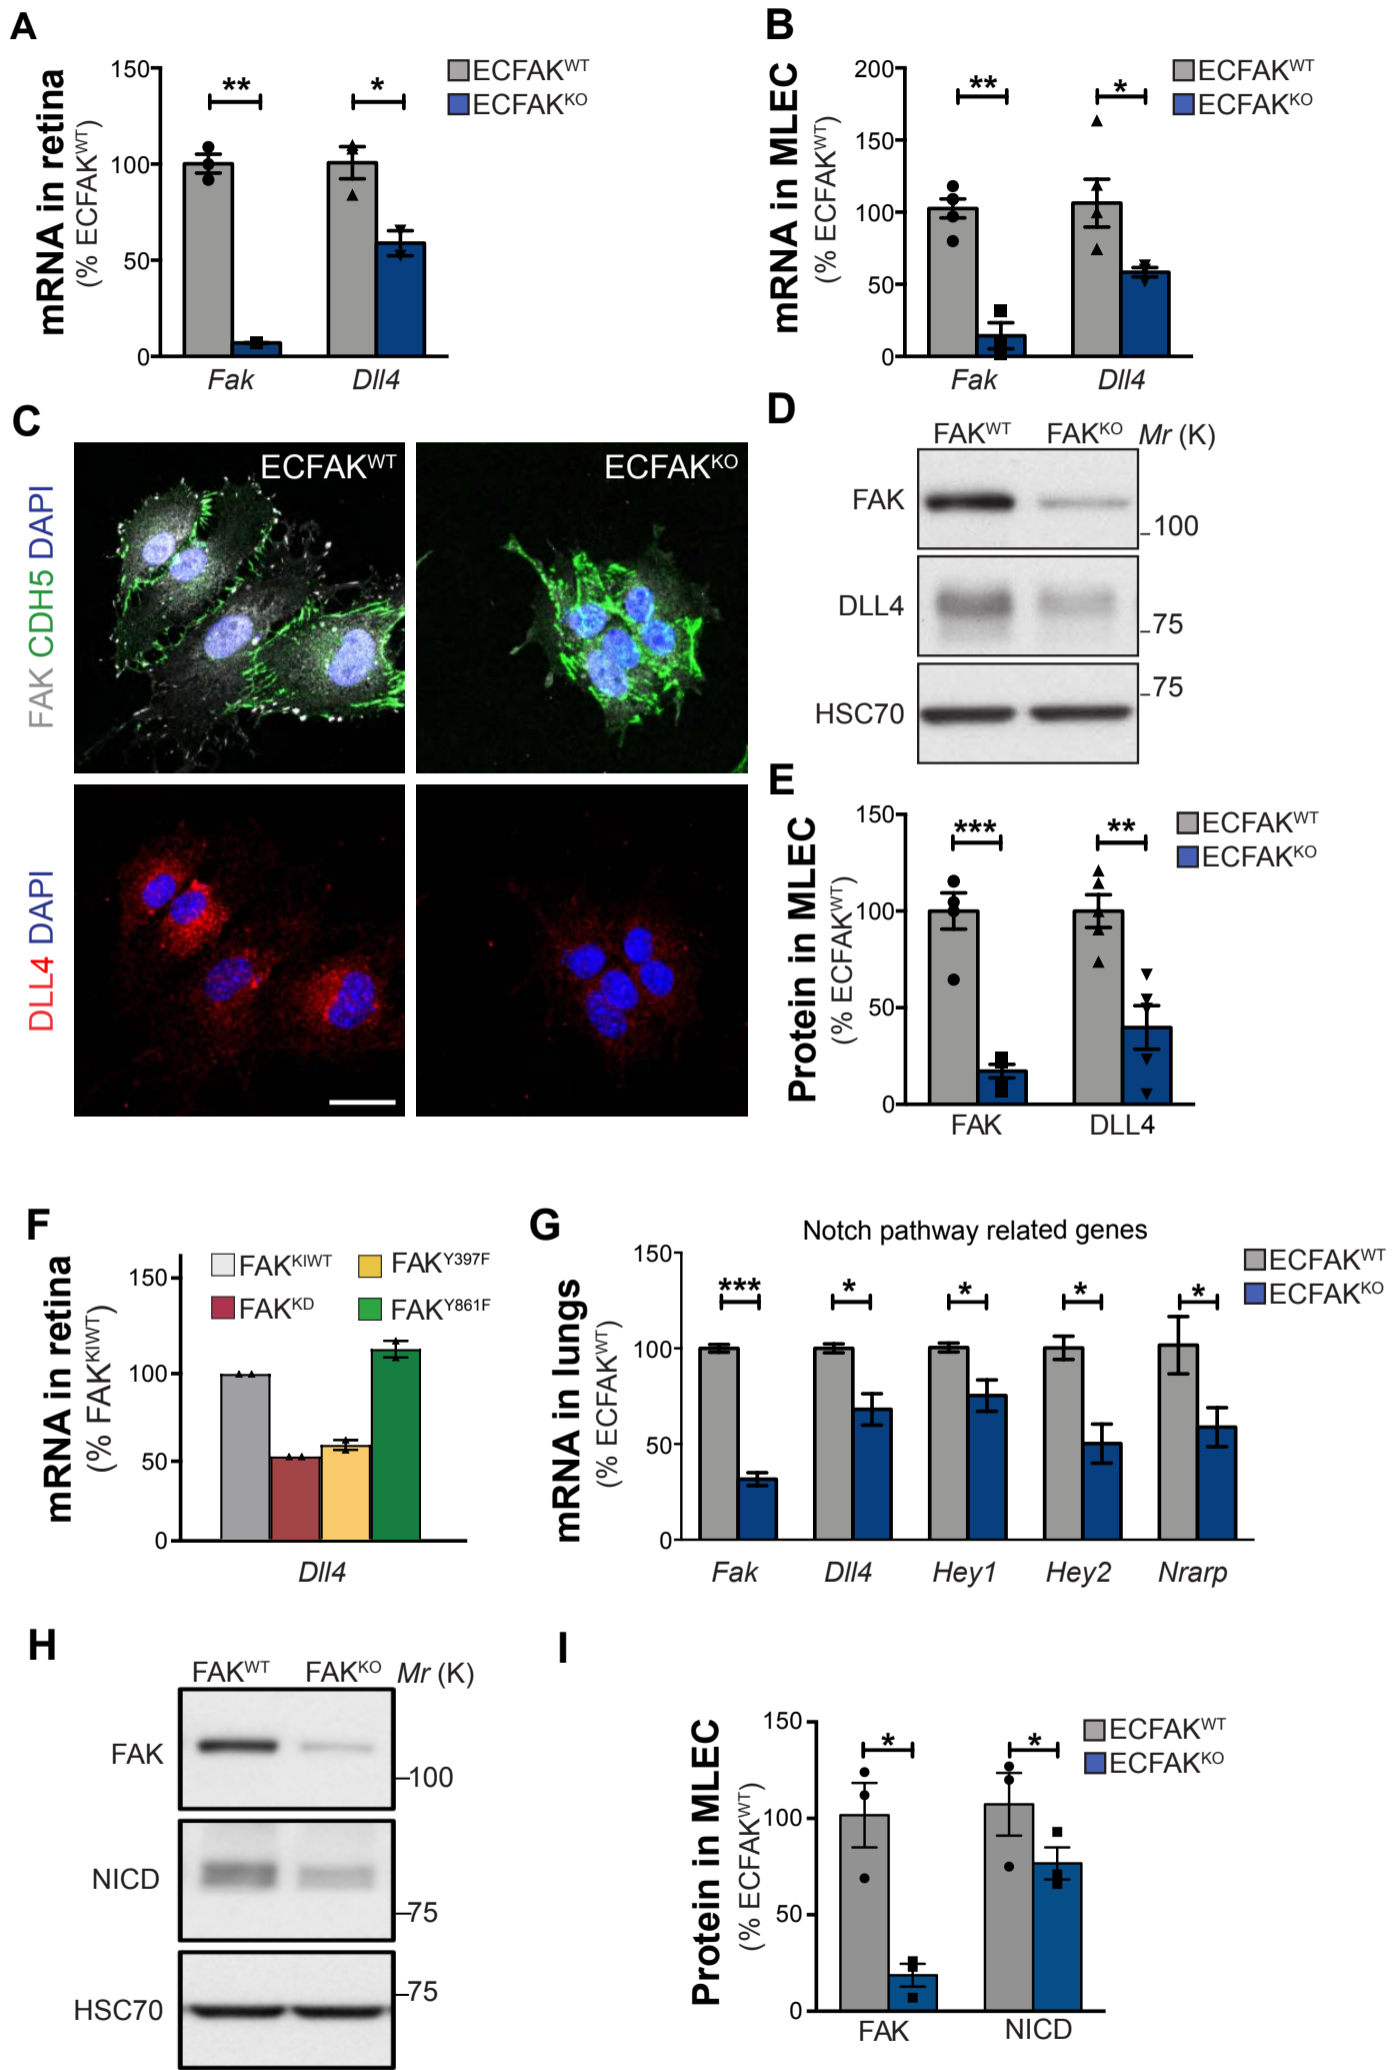 A
mRNA in retina
(% ECFAKWT)
150
100
50
0
**
*
ECFAKWT
ECFAKKO
Fak
Dll4
B
mRNA in MLEC
(% ECFAKWT)
200
150
100
50
0
**
*
ECFAKWT
ECFAKKO
Fak
Dll4
C
FAK CDH5 DAPI
ECFAKWT
ECFAKKO
DLL4 DAPI
D
FAKWT FAKKO Mr (K)
FAK
100
DLL4
75
75
HSC70
E
Protein in MLEC
(% ECFAKWT)
150
100
50
0
***
**
ECFAKWT
ECFAKKO
FAK
DLL4
F
mRNA in retina
(% FAKKIWT)
150
100
50
0
FAKKIWT
FAKY397F
FAKKD
FAKY861F
Dll4
G
Notch pathway related genes
mRNA in lungs
(% ECFAKWT)
150
100
50
0
***
*
*
*
*
ECFAKWT
ECFAKKO
Fak
Dll4
Hey1
Hey2
Nrarp
H
FAKWT FAKKO Mr (K)
FAK
100
NICD
75
75
HSC70
I
Protein in MLEC
(% ECFAKWT)
150
100
50
0
*
*
ECFAKWT
ECFAKKO
FAK
NICD